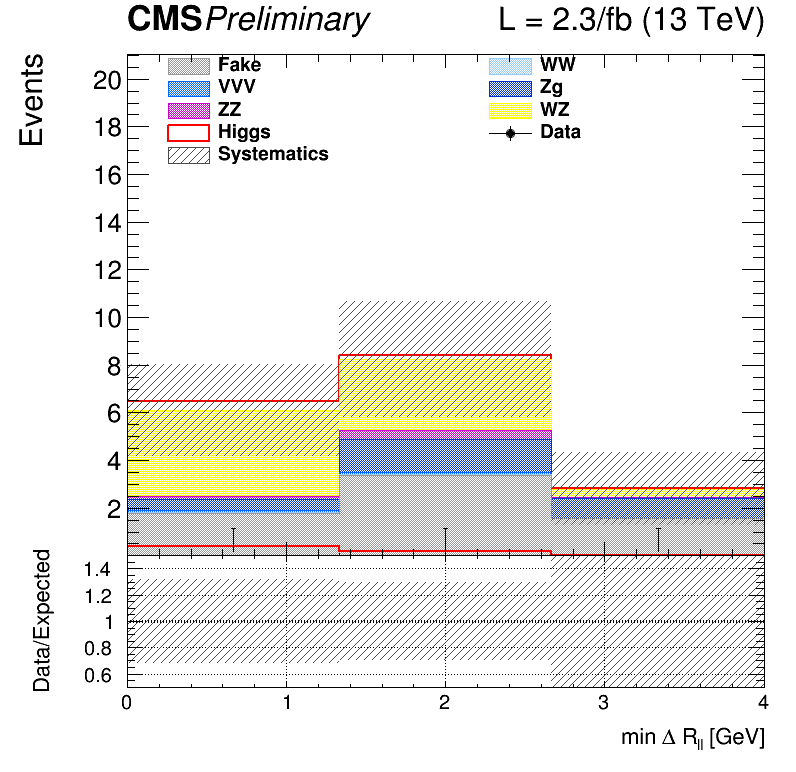 CMS Preliminary L = 2.3/fb (13 TeV)
Events
20
18
16
14
12
10
8
6
4
2
Fake WW
VVV Zg
ZZ WZ
Higgs Data
Systematics
Data/Expected
1.4
1.2
1
0.8
0.6
0 1 2 3 4
min Δ R_ll [GeV]